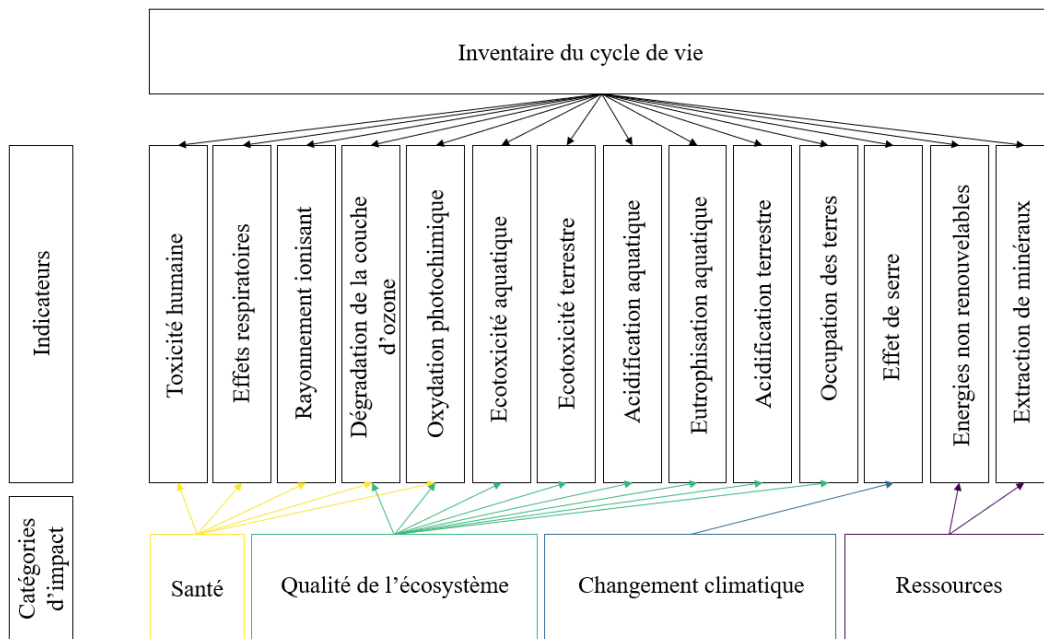 Inventaire du cycle de vie
Indicateurs
Toxicité humaine
Effets respiratoires
Rayonnement ionisant
Dégradation de la couche
d’ozone
Oxydation photochimique
Ecotoxicité aquatique
Ecotoxicité terrestre
Acidification aquatique
Eutrophisation aquatique
Acidification terrestre
Occupation des terres
Effet de serre
Energies non renouvelables
Extraction de minéraux
Catégories
d’impact
Santé
Qualité de l’écosystème
Changement climatique
Ressources